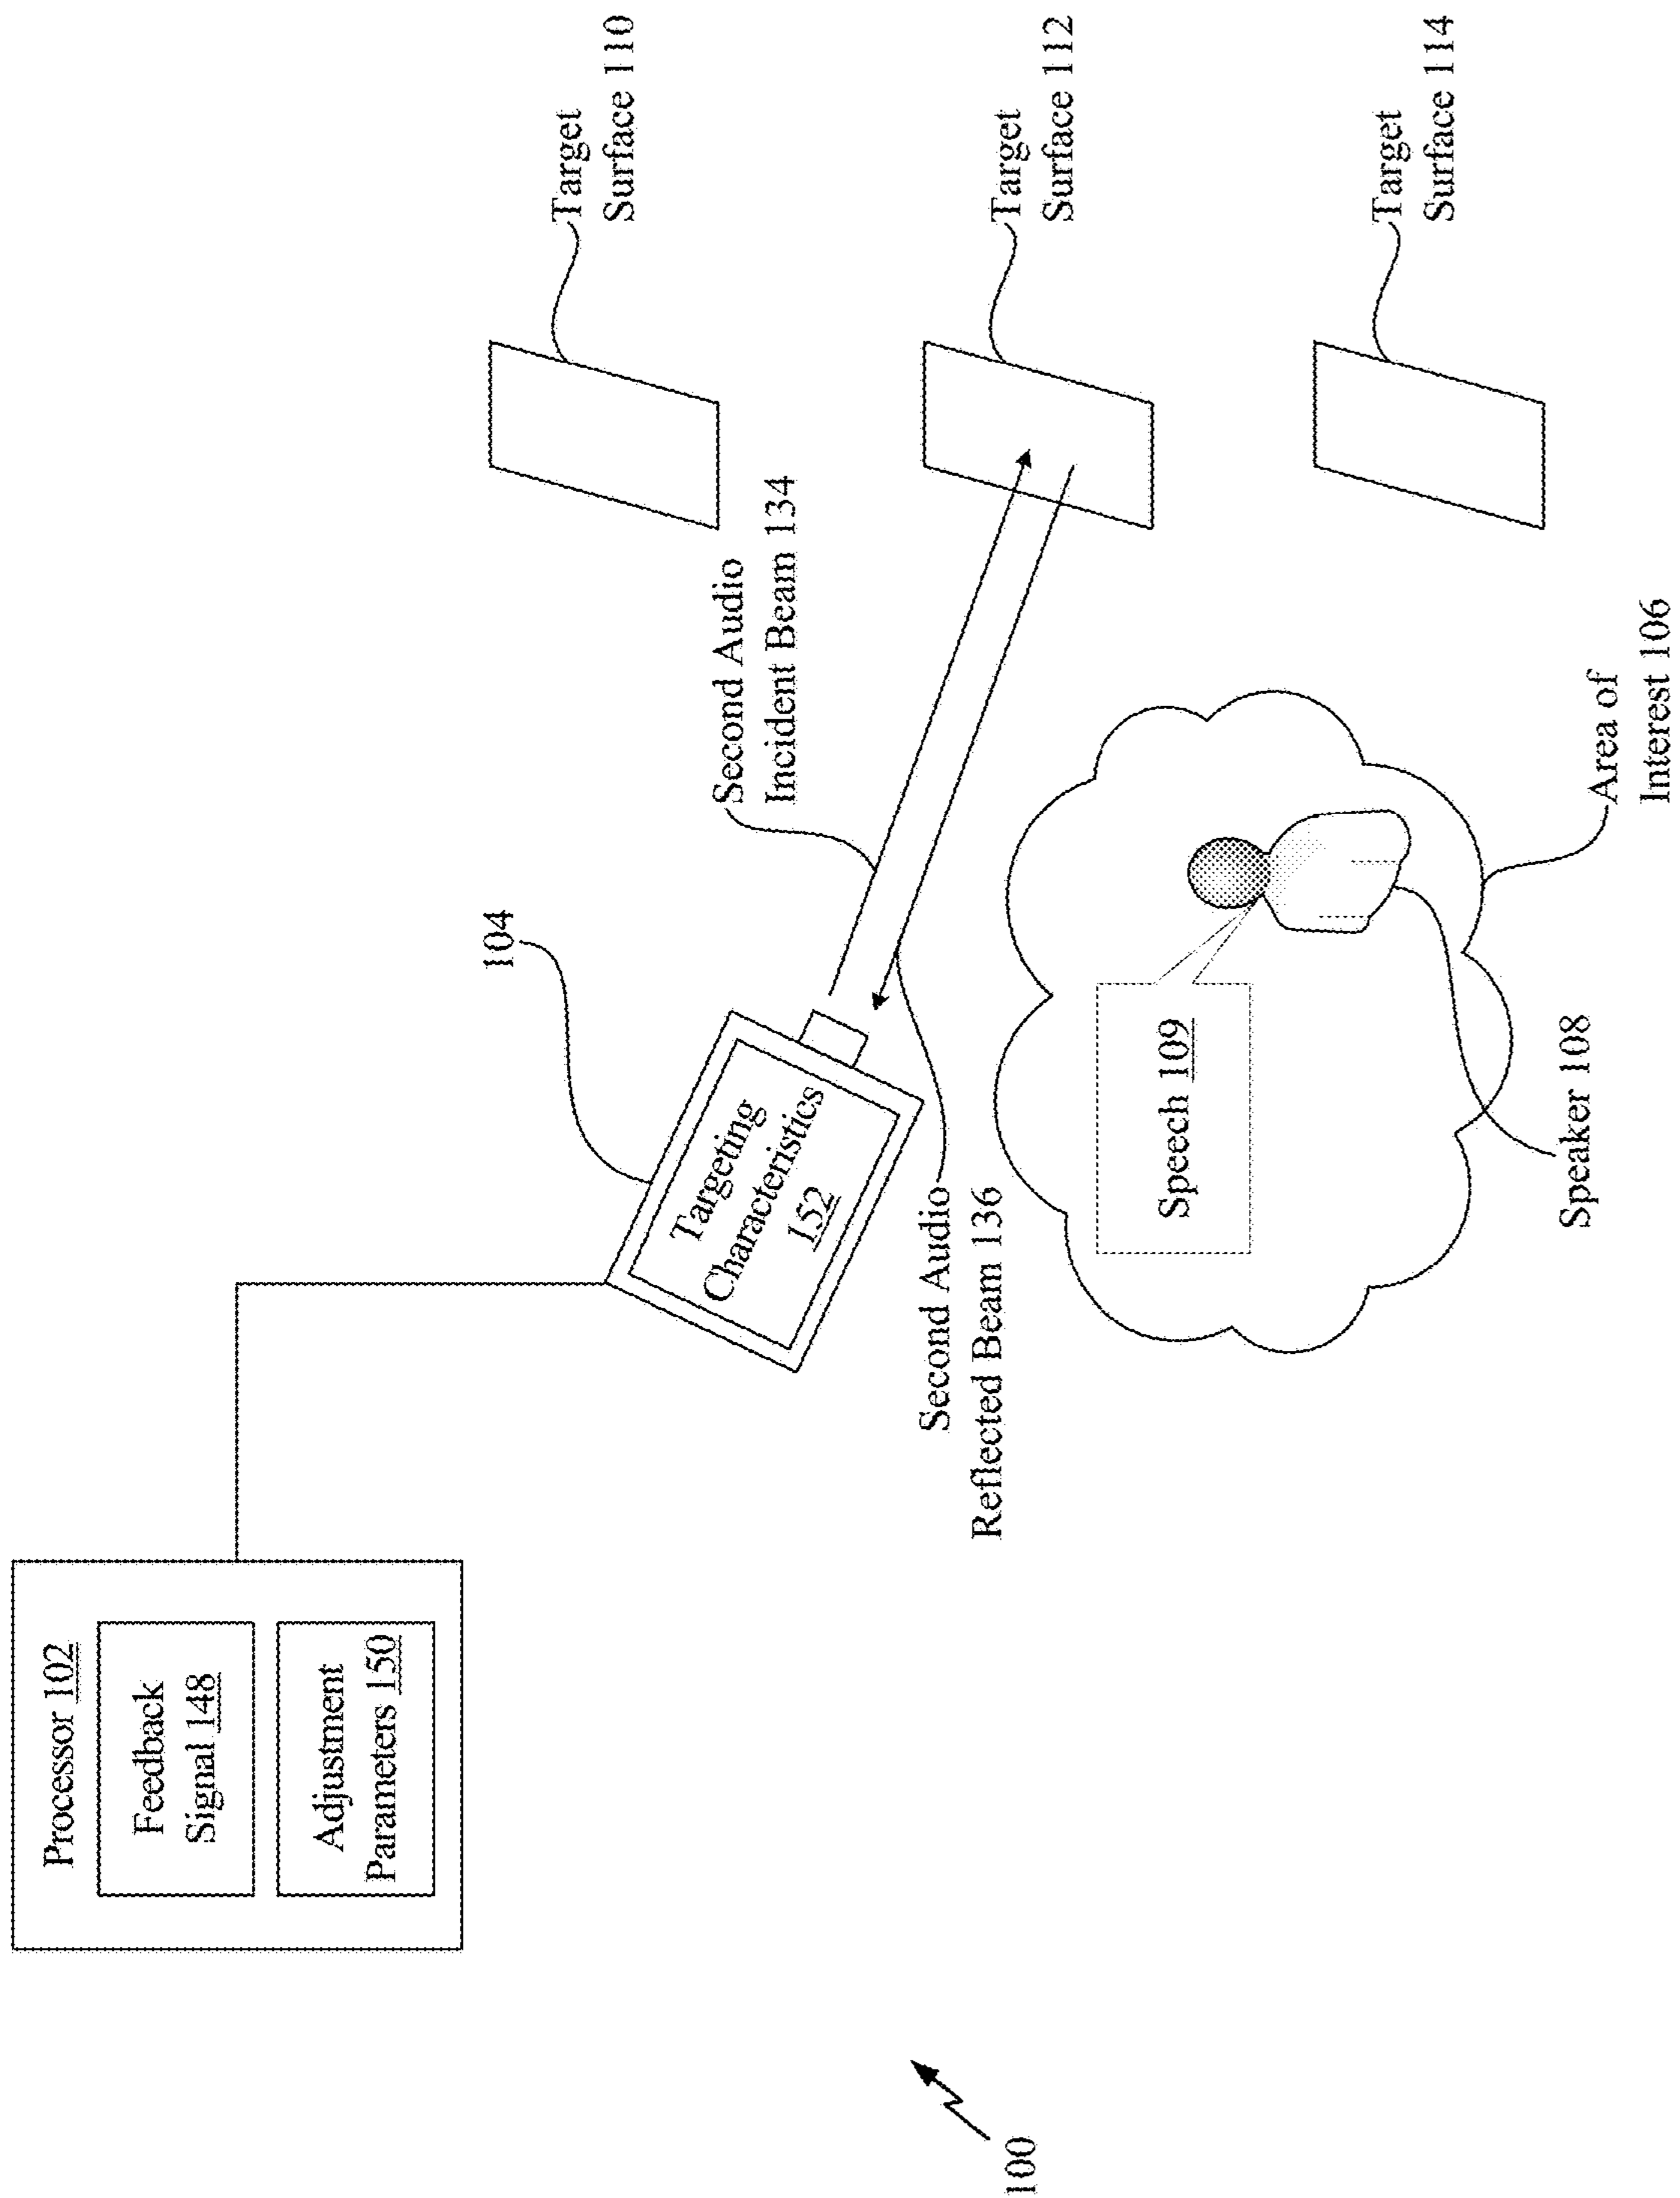 Processor 102
Feedback
Signal 148
Adjustment
Parameters 150
104
Targeting
Characteristics
152
Second Audio
Incident Beam 134
Second Audio
Reflected Beam 136
Target
Surface 110
Target
Surface 112
Target
Surface 114
Speech 109
Speaker 108
Area of
Interest 106
100